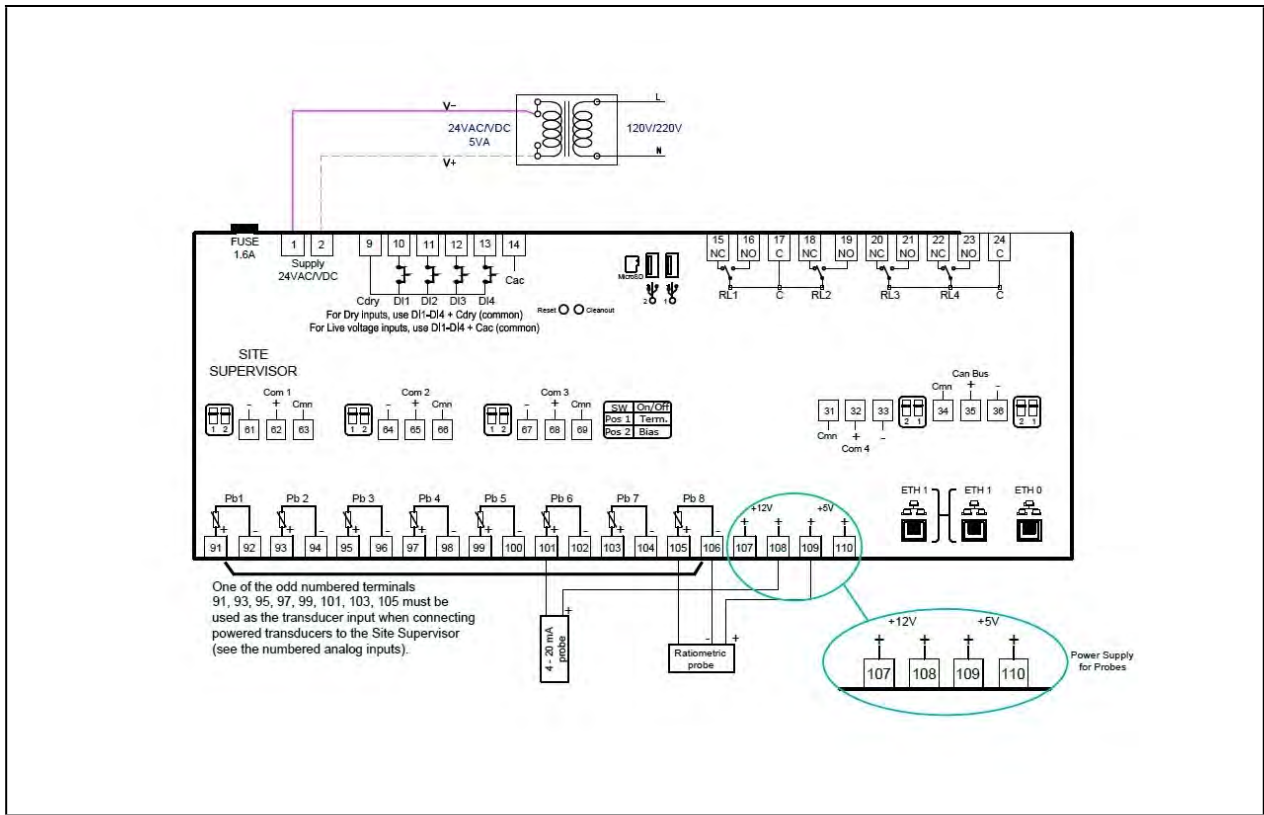 V-
L
24VAC/VDC
5VA
120V/220V
V+
N
FUSE
1.6A
1 2
Supply
24VAC/VDC
9 10 11 12 13 14
Cac
Cdry DI1 DI2 DI3 DI4
For Dry inputs, use DI1-DI4 + Cdry (common)
For Live voltage inputs, use DI1-DI4 + Cac (common)
MicroSD
2 1
Reset Cleanout
15 16 17 18 19 20 21 22 23 24
NC NO C NC NO NC NO NC NO C
RL1 C RL2 RL3 RL4 C
SITE
SUPERVISOR
Com 1
- + Cmn
1 2 61 62 63
Com 2
- + Cmn
1 2 64 65 66
Com 3
- + Cmn
1 2 67 68 69
SW On/Off
Pos 1 Term.
Pos 2 Bias
31 32 33
Cmn + -
Com 4
2 1
Can Bus
Cmn + -
34 35 36
2 1
Pb1 Pb 2 Pb 3 Pb 4 Pb 5 Pb 6 Pb 7 Pb 8
+ - + - + - + - + - + - + - + -
91 92 93 94 95 96 97 98 99 100 101 102 103 104 105 106
+12V +5V
+ + + +
107 108 109 110
ETH 1 ETH 1 ETH 0
One of the odd numbered terminals
91, 93, 95, 97, 99, 101, 103, 105 must be
used as the transducer input when connecting
powered transducers to the Site Supervisor
(see the numbered analog inputs).
+
4 - 20 mA
probe
- +
Ratiometric
probe
+12V +5V
+ + + +
107 108 109 110
Power Supply
for Probes